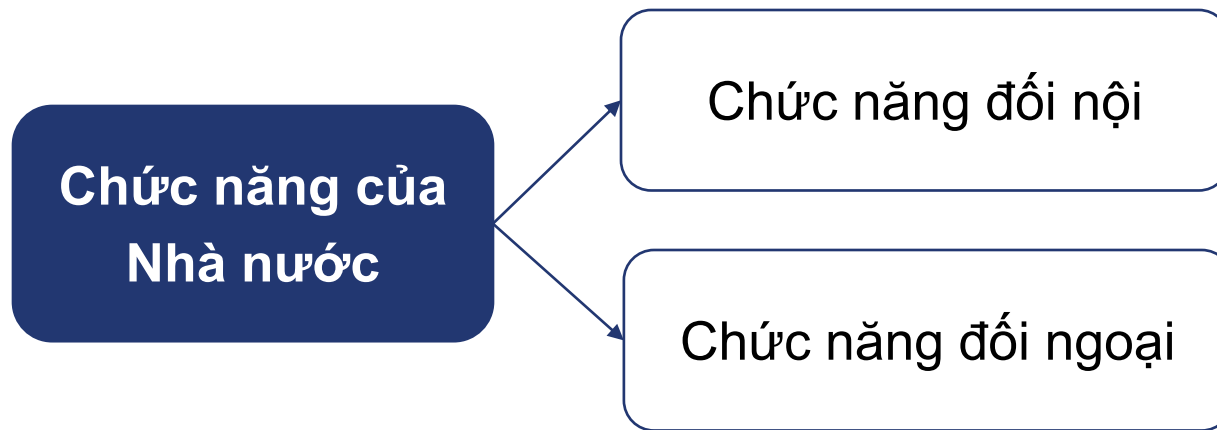 Chức năng của
Nhà nước
Chức năng đối nội
Chức năng đối ngoại